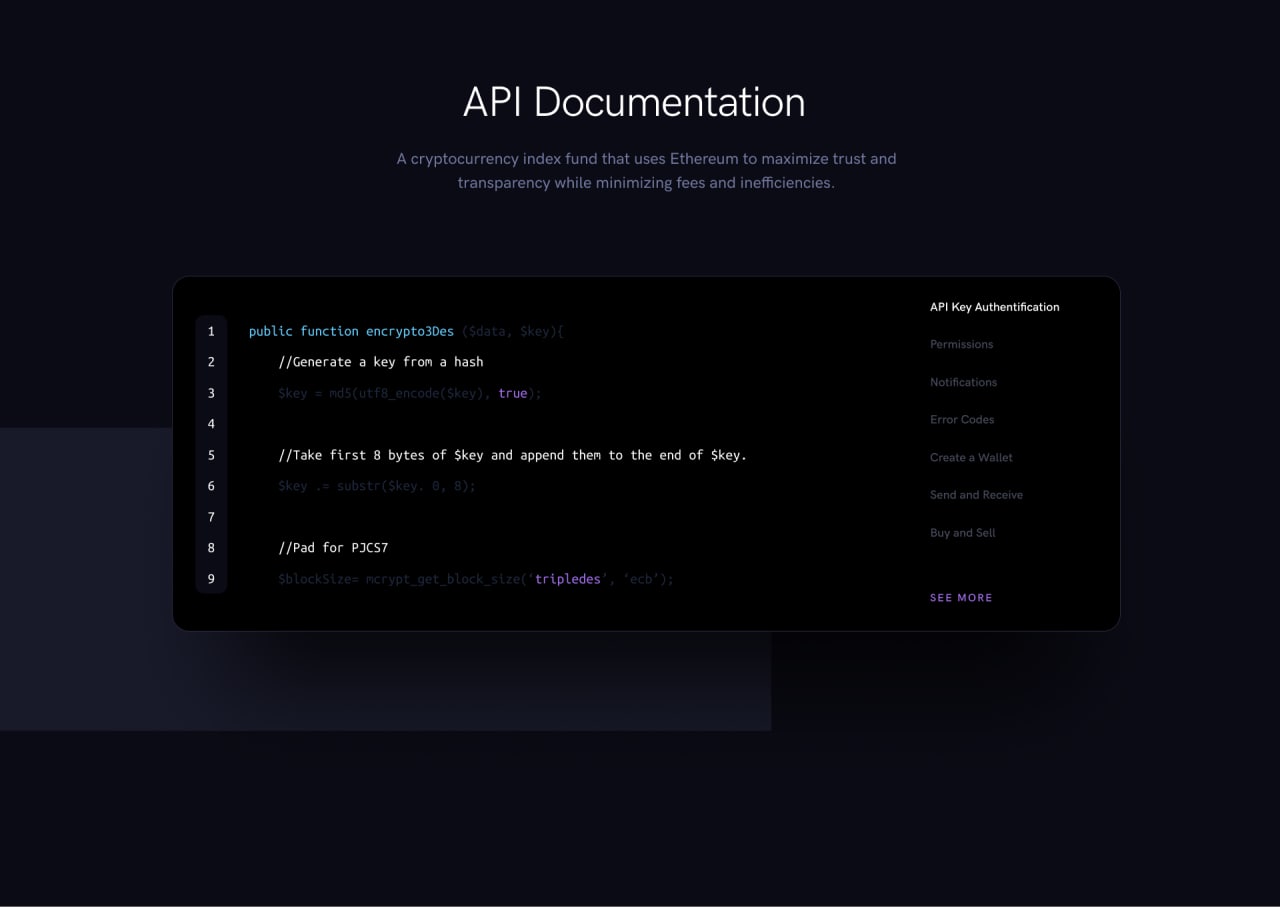 API Documentation
A cryptocurrency index fund that uses Ethereum to maximize trust and
transparency while minimizing fees and inefficiencies.
1 public function encrypto3Des ($data, $key){
2 //Generate a key from a hash
3 $key = md5(utf8_encode($key), true);
4
5 //Take first 8 bytes of $key and append them to the end of $key.
6 $key .= substr($key. 0, 8);
7
8 //Pad for PJCS7
9 $blockSize= mcrypt_get_block_size(‘tripledes’, ‘ecb’);
API Key Authentification
Permissions
Notifications
Error Codes
Create a Wallet
Send and Receive
Buy and Sell
SEE MORE